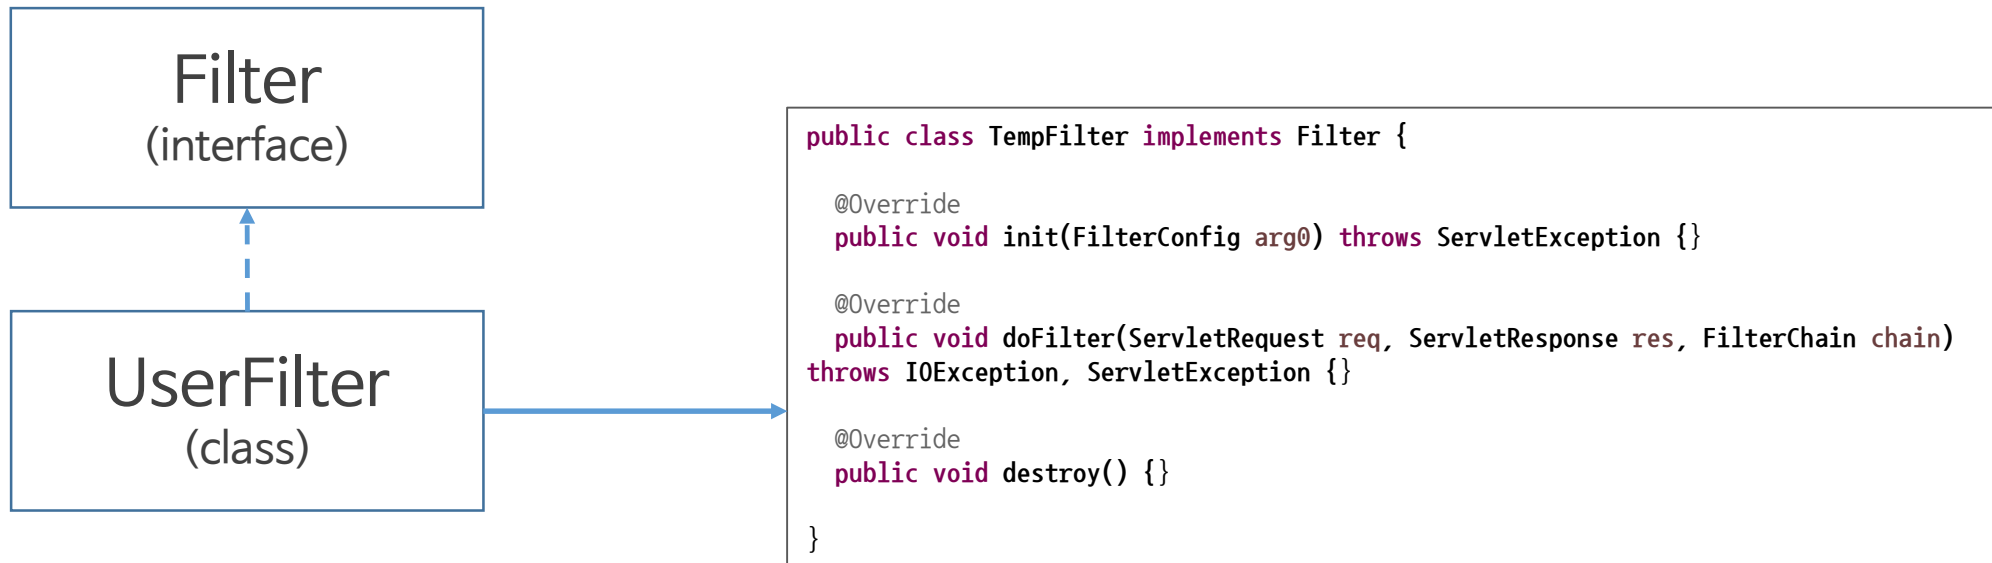 Filter
(interface)
UserFilter
(class)
public class TempFilter implements Filter {
@Override
public void init(FilterConfig arg0) throws ServletException {}
@Override
public void doFilter(ServletRequest req, ServletResponse res, FilterChain chain)
throws IOException, ServletException {}
@Override
public void destroy() {}
}